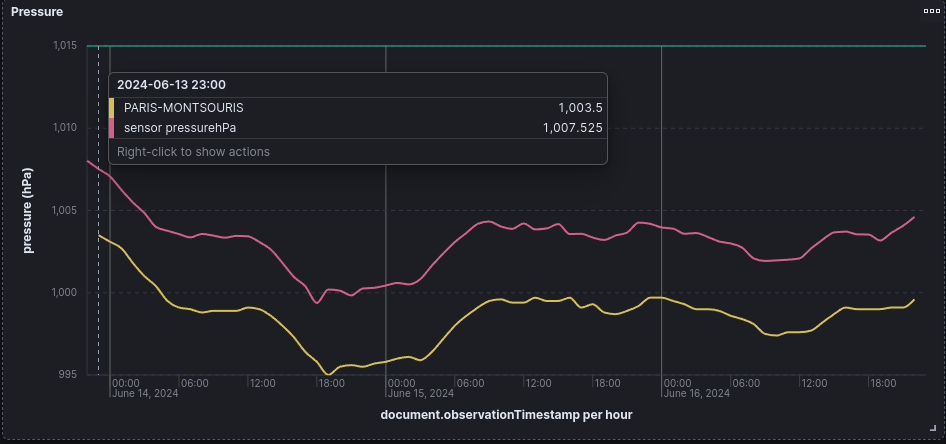 Pressure
1,015
2024-06-13 23:00
PARIS-MONTSOURIS 1,003.5
sensor pressurehPa 1,007.525
Right-click to show actions
1,010
1,005
1,000
995
pressure (hPa)
00:00 06:00 12:00 18:00 00:00 06:00 12:00 18:00 00:00 06:00 12:00 18:00
June 14, 2024 June 15, 2024 June 16, 2024
document.observationTimestamp per hour